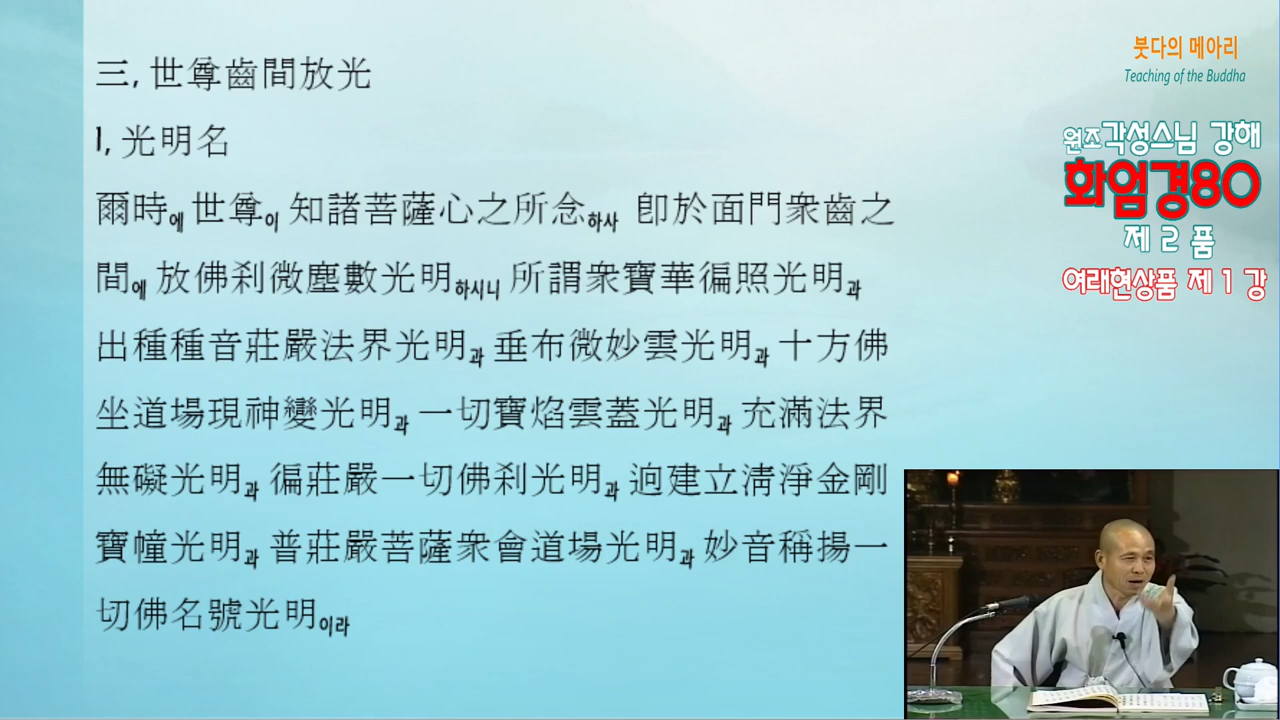 三, 世尊齒間放光
1, 光明名
爾時에 世尊이 知諸菩薩心之所念하사 卽於面門衆齒之
間에 放佛刹微塵數光明하시니 所謂衆寶華徧照光明과
出種種音莊嚴法界光明과 垂布微妙雲光明과 十方佛
坐道場現神變光明과 一切寶焰雲蓋光明과 充滿法界
無礙光明과 徧莊嚴一切佛刹光明과 逈建立淸淨金剛
寶幢光明과 普莊嚴菩薩衆會道場光明과 妙音稱揚一
切佛名號光明이라
붓다의 메아리
Teaching of the Buddha
원조각성스님 강해
화엄경80
제 2 품
여래현상품 제 1 강